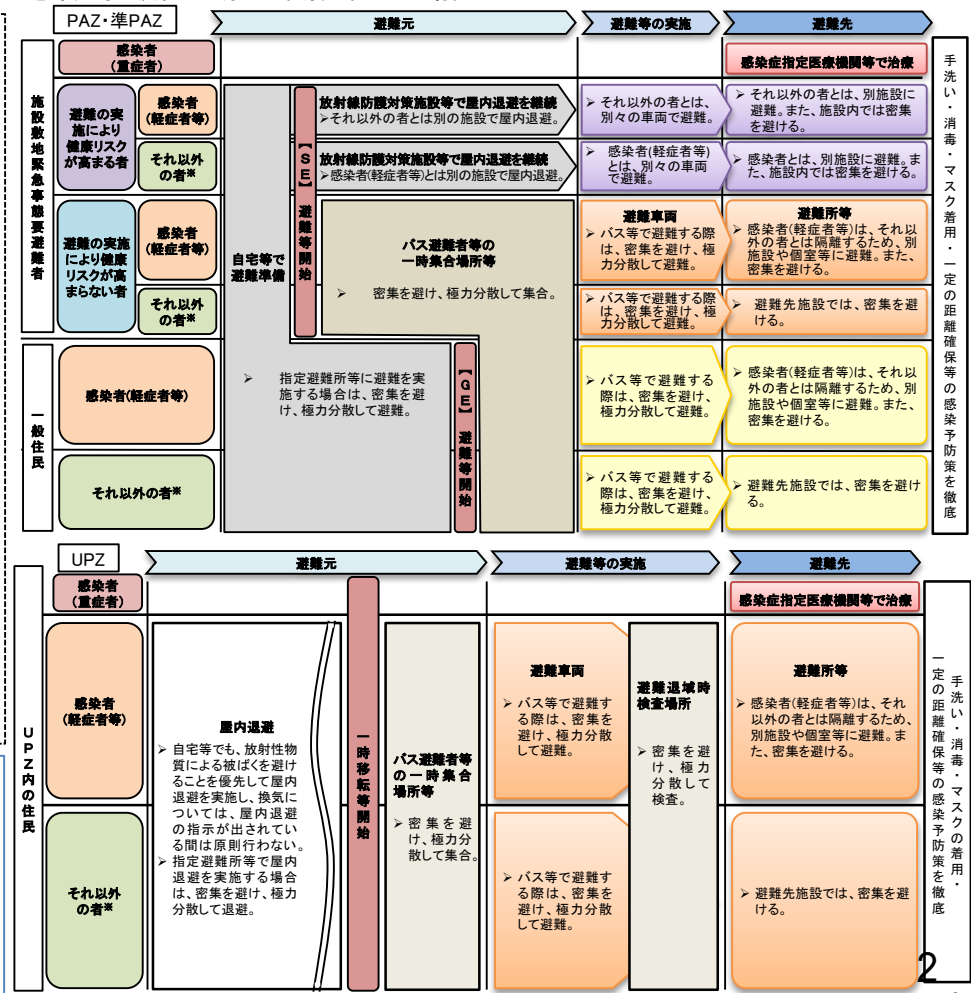 PAZ・準PAZ
避難元
避難等の実施
避難先
感染者
（重症者）
感染症指定医療機関等で治療
施設敷地緊急事態要避難者
避難の実
施により
健康リスク
が高まる者
感染者
（軽症者等）
それ以外
の者※
避難の実施
により健康
リスクが高
まらない者
感染者
（軽症者等）
それ以外
の者※
自宅等で
避難準備
【SE】避難等開始
放射線防護対策施設等で屋内退避を継続
➢それ以外の者とは別の施設で屋内退避。
放射線防護対策施設等で屋内退避を継続
➢感染者(軽症者等)とは別の施設で屋内退避。
バス避難者等の
一時集合場所等
➢ 密集を避け、極力分散して集合。
➢ それ以外の者とは、
別々の車両で避難。
➢ 感染者(軽症者等)
とは、別々の車両
で避難。
避難車両
➢ バス等で避難する際
は、密集を避け、極
力分散して避難。
➢ バス等で避難する際
は、密集を避け、極
力分散して避難。
➢ それ以外の者とは、別施設に
避難。また、施設内では密集
を避ける。
➢ 感染者とは、別施設に避難。ま
た、施設内では密集を避ける。
避難所等
➢ 感染者(軽症者等)は、それ以
外の者とは隔離するため、別
施設や個室等に避難。また、
密集を避ける。
➢ 避難先施設では、密集を避
ける。
一般住民
感染者(軽症者等)
それ以外の者※
➢ 指定避難所等に避難を実
施する場合は、密集を避
け、極力分散して避難。
【GE】避難等開始
➢ バス等で避難する
際は、密集を避け、
極力分散して避難。
➢ バス等で避難する
際は、密集を避け、
極力分散して避難。
➢ 感染者(軽症者等)は、それ以
外の者とは隔離するため、別
施設や個室等に避難。また、
密集を避ける。
➢ 避難先施設では、密集を避け
る。
手洗い・消毒・マスク着用・一定の距離確保等の感染予防策を徹底
UPZ
避難元
避難等の実施
避難先
感染者
（重症者）
感染症指定医療機関等で治療
UPZ内の住民
感染者
（軽症者等）
それ以外
の者※
屋内退避
➢ 自宅等でも、放射性物
質による被ばくを避け
ることを優先して屋内
退避を実施し、換気に
ついては、屋内退避
の指示が出されてい
る間は原則行わない。
➢ 指定避難所等で屋内
退避を実施する場合
は、密集を避け、極力
分散して退避。
一時移転等開始
バス避難者等
の一時集合
場所等
➢ 密集を避
け、極力分
散して集合。
避難車両
➢ バス等で避難す
る際は、密集を
避け、極力分散
して避難。
➢ バス等で避難す
る際は、密集を
避け、極力分散
して避難。
避難退域時
検査場所
➢ 密集を避
け、極力
分散して
検査。
避難所等
➢ 感染者(軽症者等)は、それ
以外の者とは隔離するため、
別施設や個室等に避難。ま
た、密集を避ける。
➢ 避難先施設では、密集を避
ける。
手洗い・消毒・マスクの着用・
一定の距離確保等の感染予防策を徹底
2